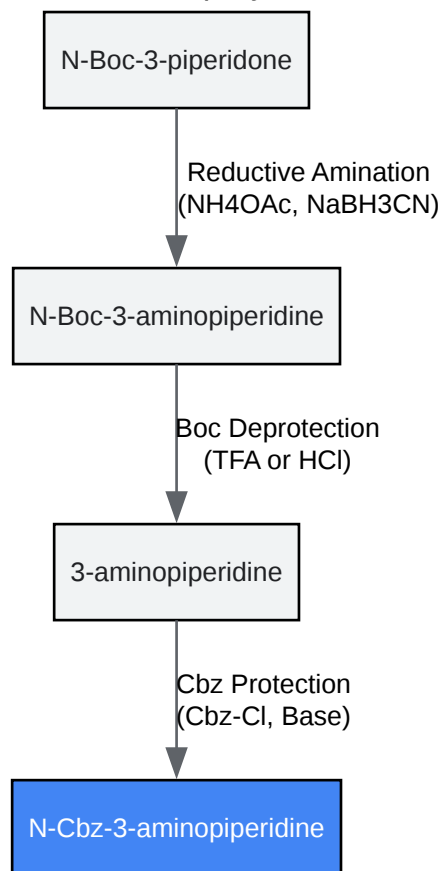 N-Boc-3-piperidone
Reductive Amination
(NH4OAc, NaBH3CN)
N-Boc-3-aminopiperidine
Boc Deprotection
(TFA or HCl)
3-aminopiperidine
Cbz Protection
(Cbz-Cl, Base)
N-Cbz-3-aminopiperidine